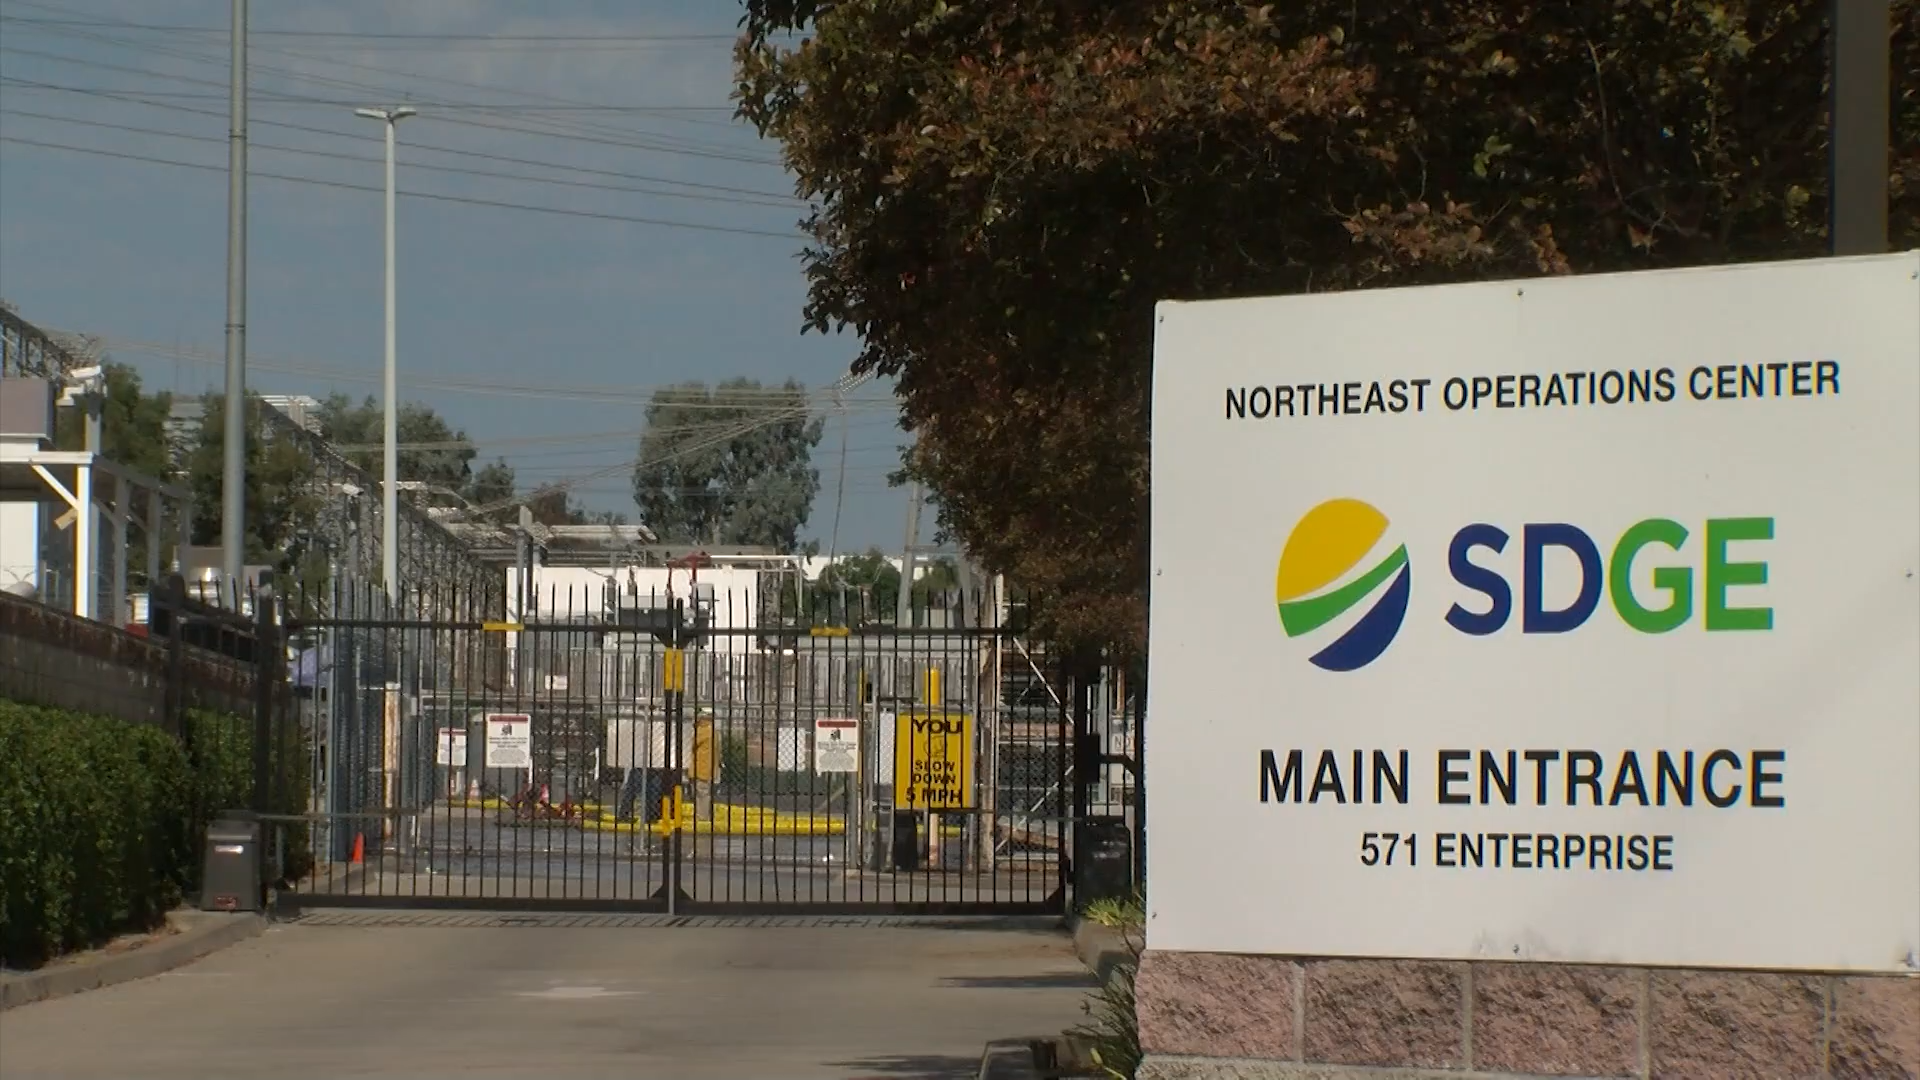 NORTHEAST OPERATIONS CENTER
SDGE
MAIN ENTRANCE
571 ENTERPRISE
YOU
SLOW
DOWN
5 MPH